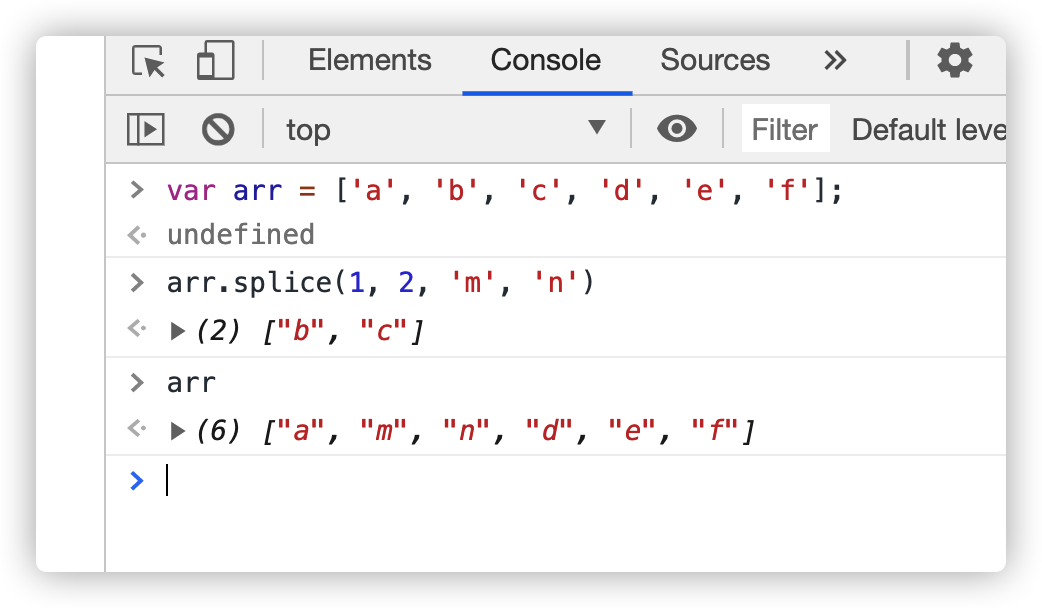 Elements Console Sources »
top ▼ Filter Default leve
> var arr = ['a', 'b', 'c', 'd', 'e', 'f'];
undefined
> arr.splice(1, 2, 'm', 'n')
▶ (2) ["b", "c"]
> arr
▶ (6) ["a", "m", "n", "d", "e", "f"]
>